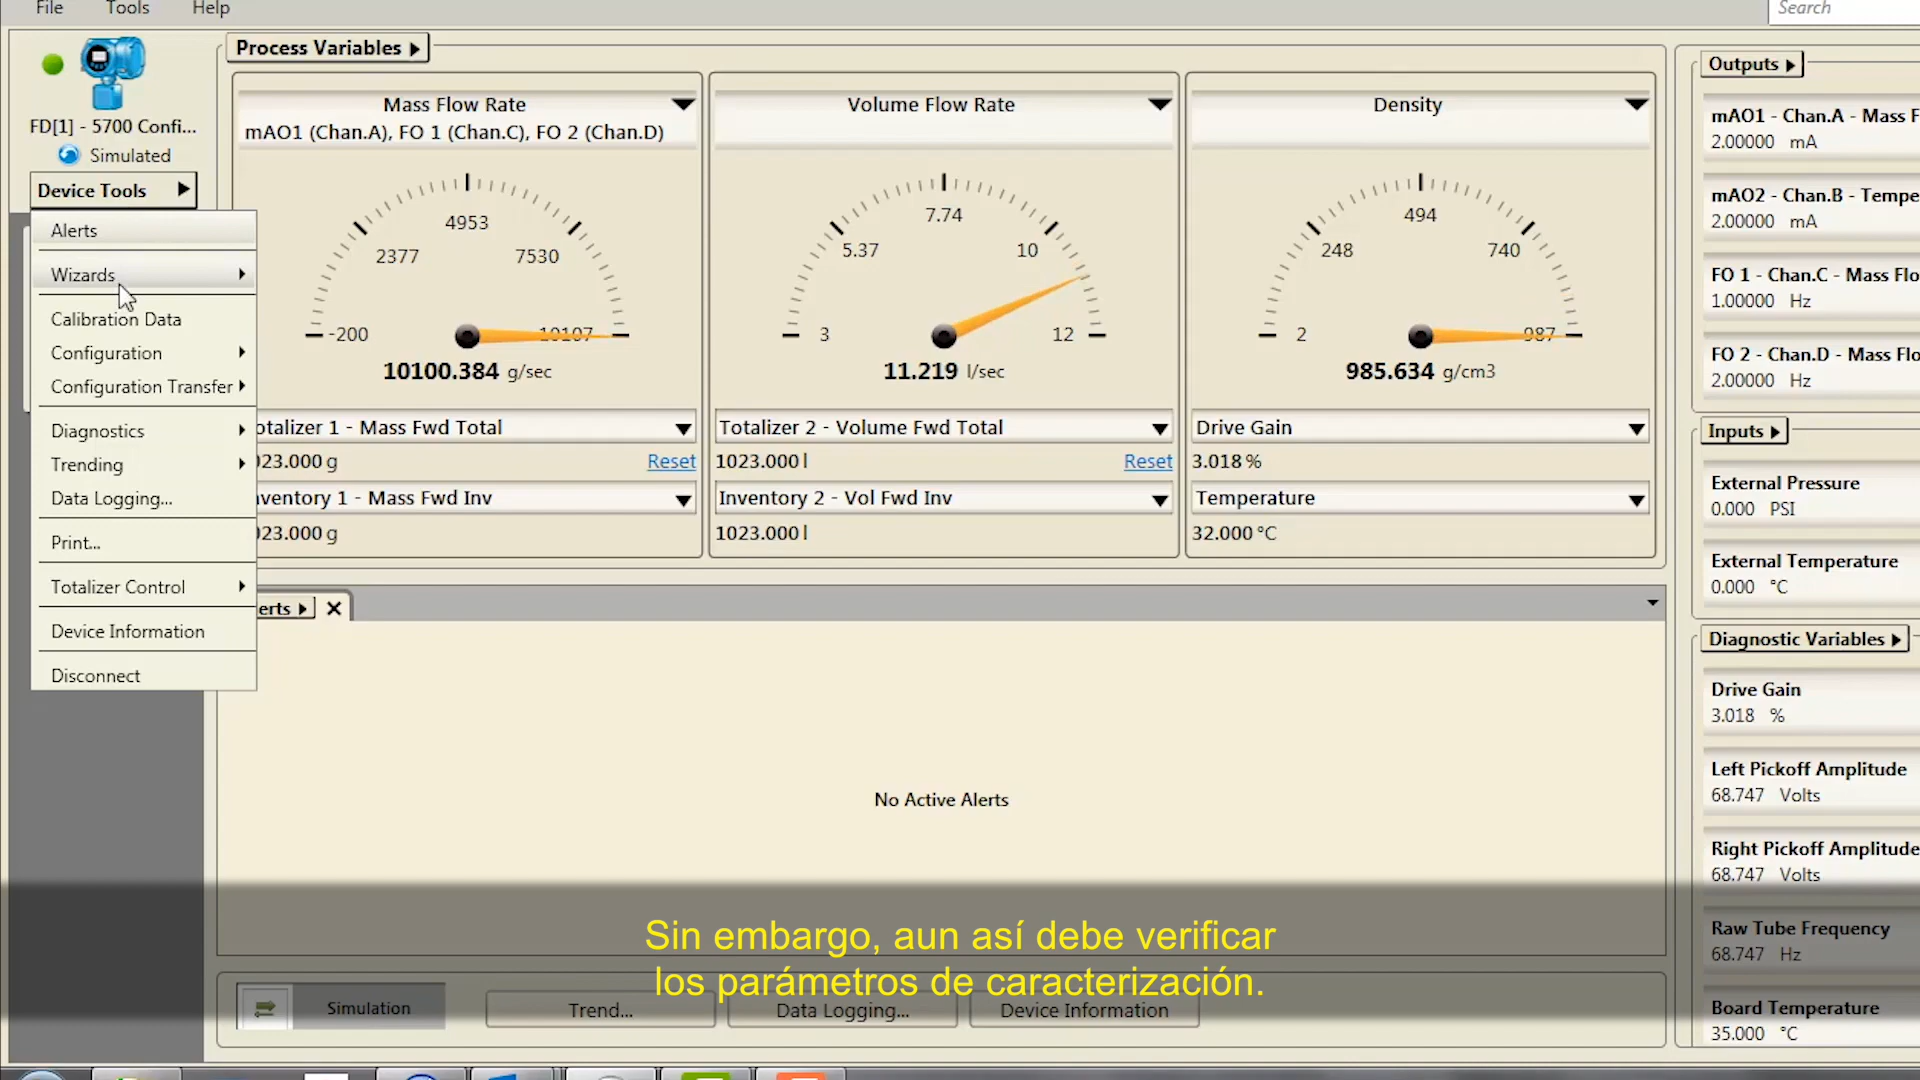 File Tools Help
Search
FD[1] - 5700 Confi...
Simulated
Device Tools
Alerts
Wizards
Calibration Data
Configuration
Configuration Transfer
Diagnostics
Trending
Data Logging...
Print...
Totalizer Control
Device Information
Disconnect
Process Variables
Mass Flow Rate
mAO1 (Chan.A), FO 1 (Chan.C), FO 2 (Chan.D)
4953
2377 7530
-200 10107
10100.384 g/sec
otalizer 1 - Mass Fwd Total
023.000 g Reset
nventory 1 - Mass Fwd Inv
023.000 g
Volume Flow Rate
7.74
5.37 10
3 12
11.219 l/sec
Totalizer 2 - Volume Fwd Total
1023.000 l Reset
Inventory 2 - Vol Fwd Inv
1023.000 l
Density
494
248 740
2 987
985.634 g/cm3
Drive Gain
3.018 %
Temperature
32.000 °C
erts
No Active Alerts
Outputs
mAO1 - Chan.A - Mass F
2.00000 mA
mAO2 - Chan.B - Tempe
2.00000 mA
FO 1 - Chan.C - Mass Flo
1.00000 Hz
FO 2 - Chan.D - Mass Flo
2.00000 Hz
Inputs
External Pressure
0.000 PSI
External Temperature
0.000 °C
Diagnostic Variables
Drive Gain
3.018 %
Left Pickoff Amplitude
68.747 Volts
Right Pickoff Amplitude
68.747 Volts
Raw Tube Frequency
68.747 Hz
Board Temperature
35.000 °C
Sin embargo, aun así debe verificar
los parámetros de caracterización.
Simulation Trend... Data Logging... Device Information